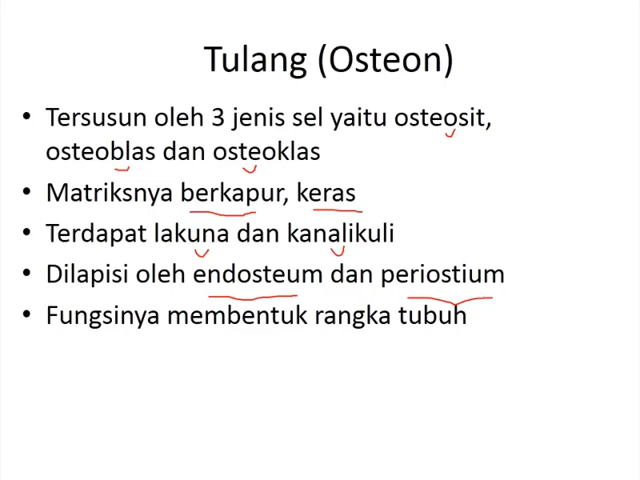 Tulang (Osteon)
• Tersusun oleh 3 jenis sel yaitu osteosit,
osteoblas dan osteoklas
• Matriksnya berkapur, keras
• Terdapat lakuna dan kanalikuli
• Dilapisi oleh endosteum dan periostium
• Fungsinya membentuk rangka tubuh